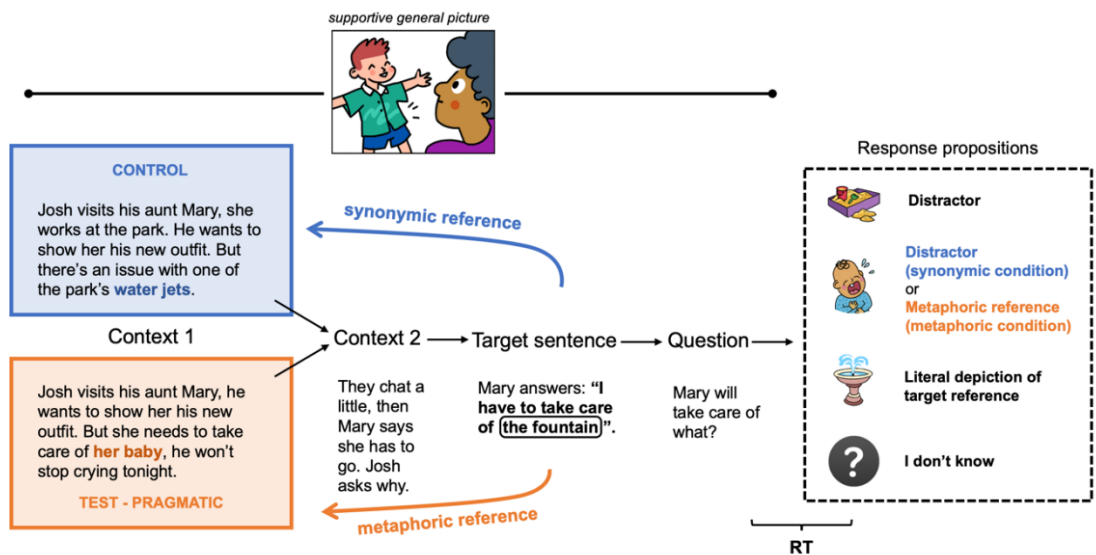 supportive general picture
CONTROL
Josh visits his aunt Mary, she
works at the park. He wants to
show her his new outfit. But
there's an issue with one of
the park's water jets.
synonymic reference
Context 1
Context 2
Target sentence
Question
Josh visits his aunt Mary, he
wants to show her his new
outfit. But she needs to take
care of her baby, he won't
stop crying tonight.
TEST - PRAGMATIC
They chat a
little, then
Mary says
she has to
go. Josh
asks why.
Mary answers: “I
have to take care
of the fountain”.
Mary will
take care of
what?
metaphoric reference
RT
Response propositions
Distractor
Distractor
(synonymic condition)
or
Metaphoric reference
(metaphoric condition)
Literal depiction of
target reference
?
I don't know